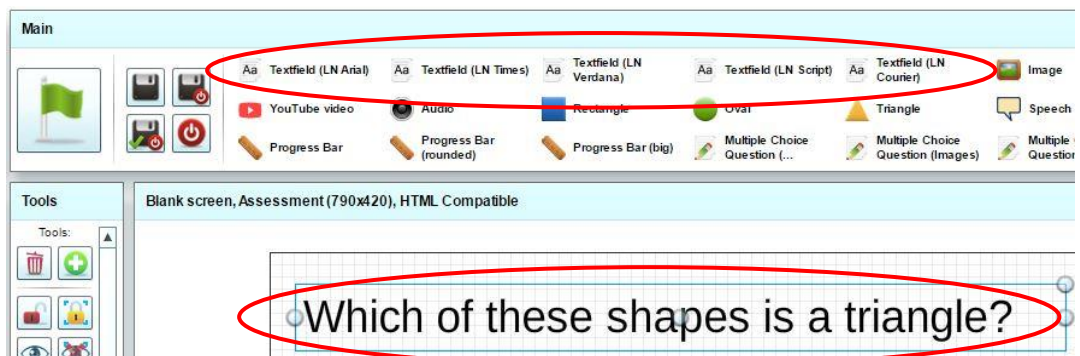 Main
Textfield (LN Arial)
Textfield (LN Times)
Textfield (LN
Verdana)
Textfield (LN Script)
Textfield (LN
Courier)
Image
YouTube video
Audio
Rectangle
Oval
Triangle
Speech
Progress Bar
Progress Bar
(rounded)
Progress Bar (big)
Multiple Choice
Question (...
Multiple Choice
Question (Images)
Multiple
Question
Tools
Blank screen, Assessment (790x420), HTML Compatible
Tools:
Which of these shapes is a triangle?